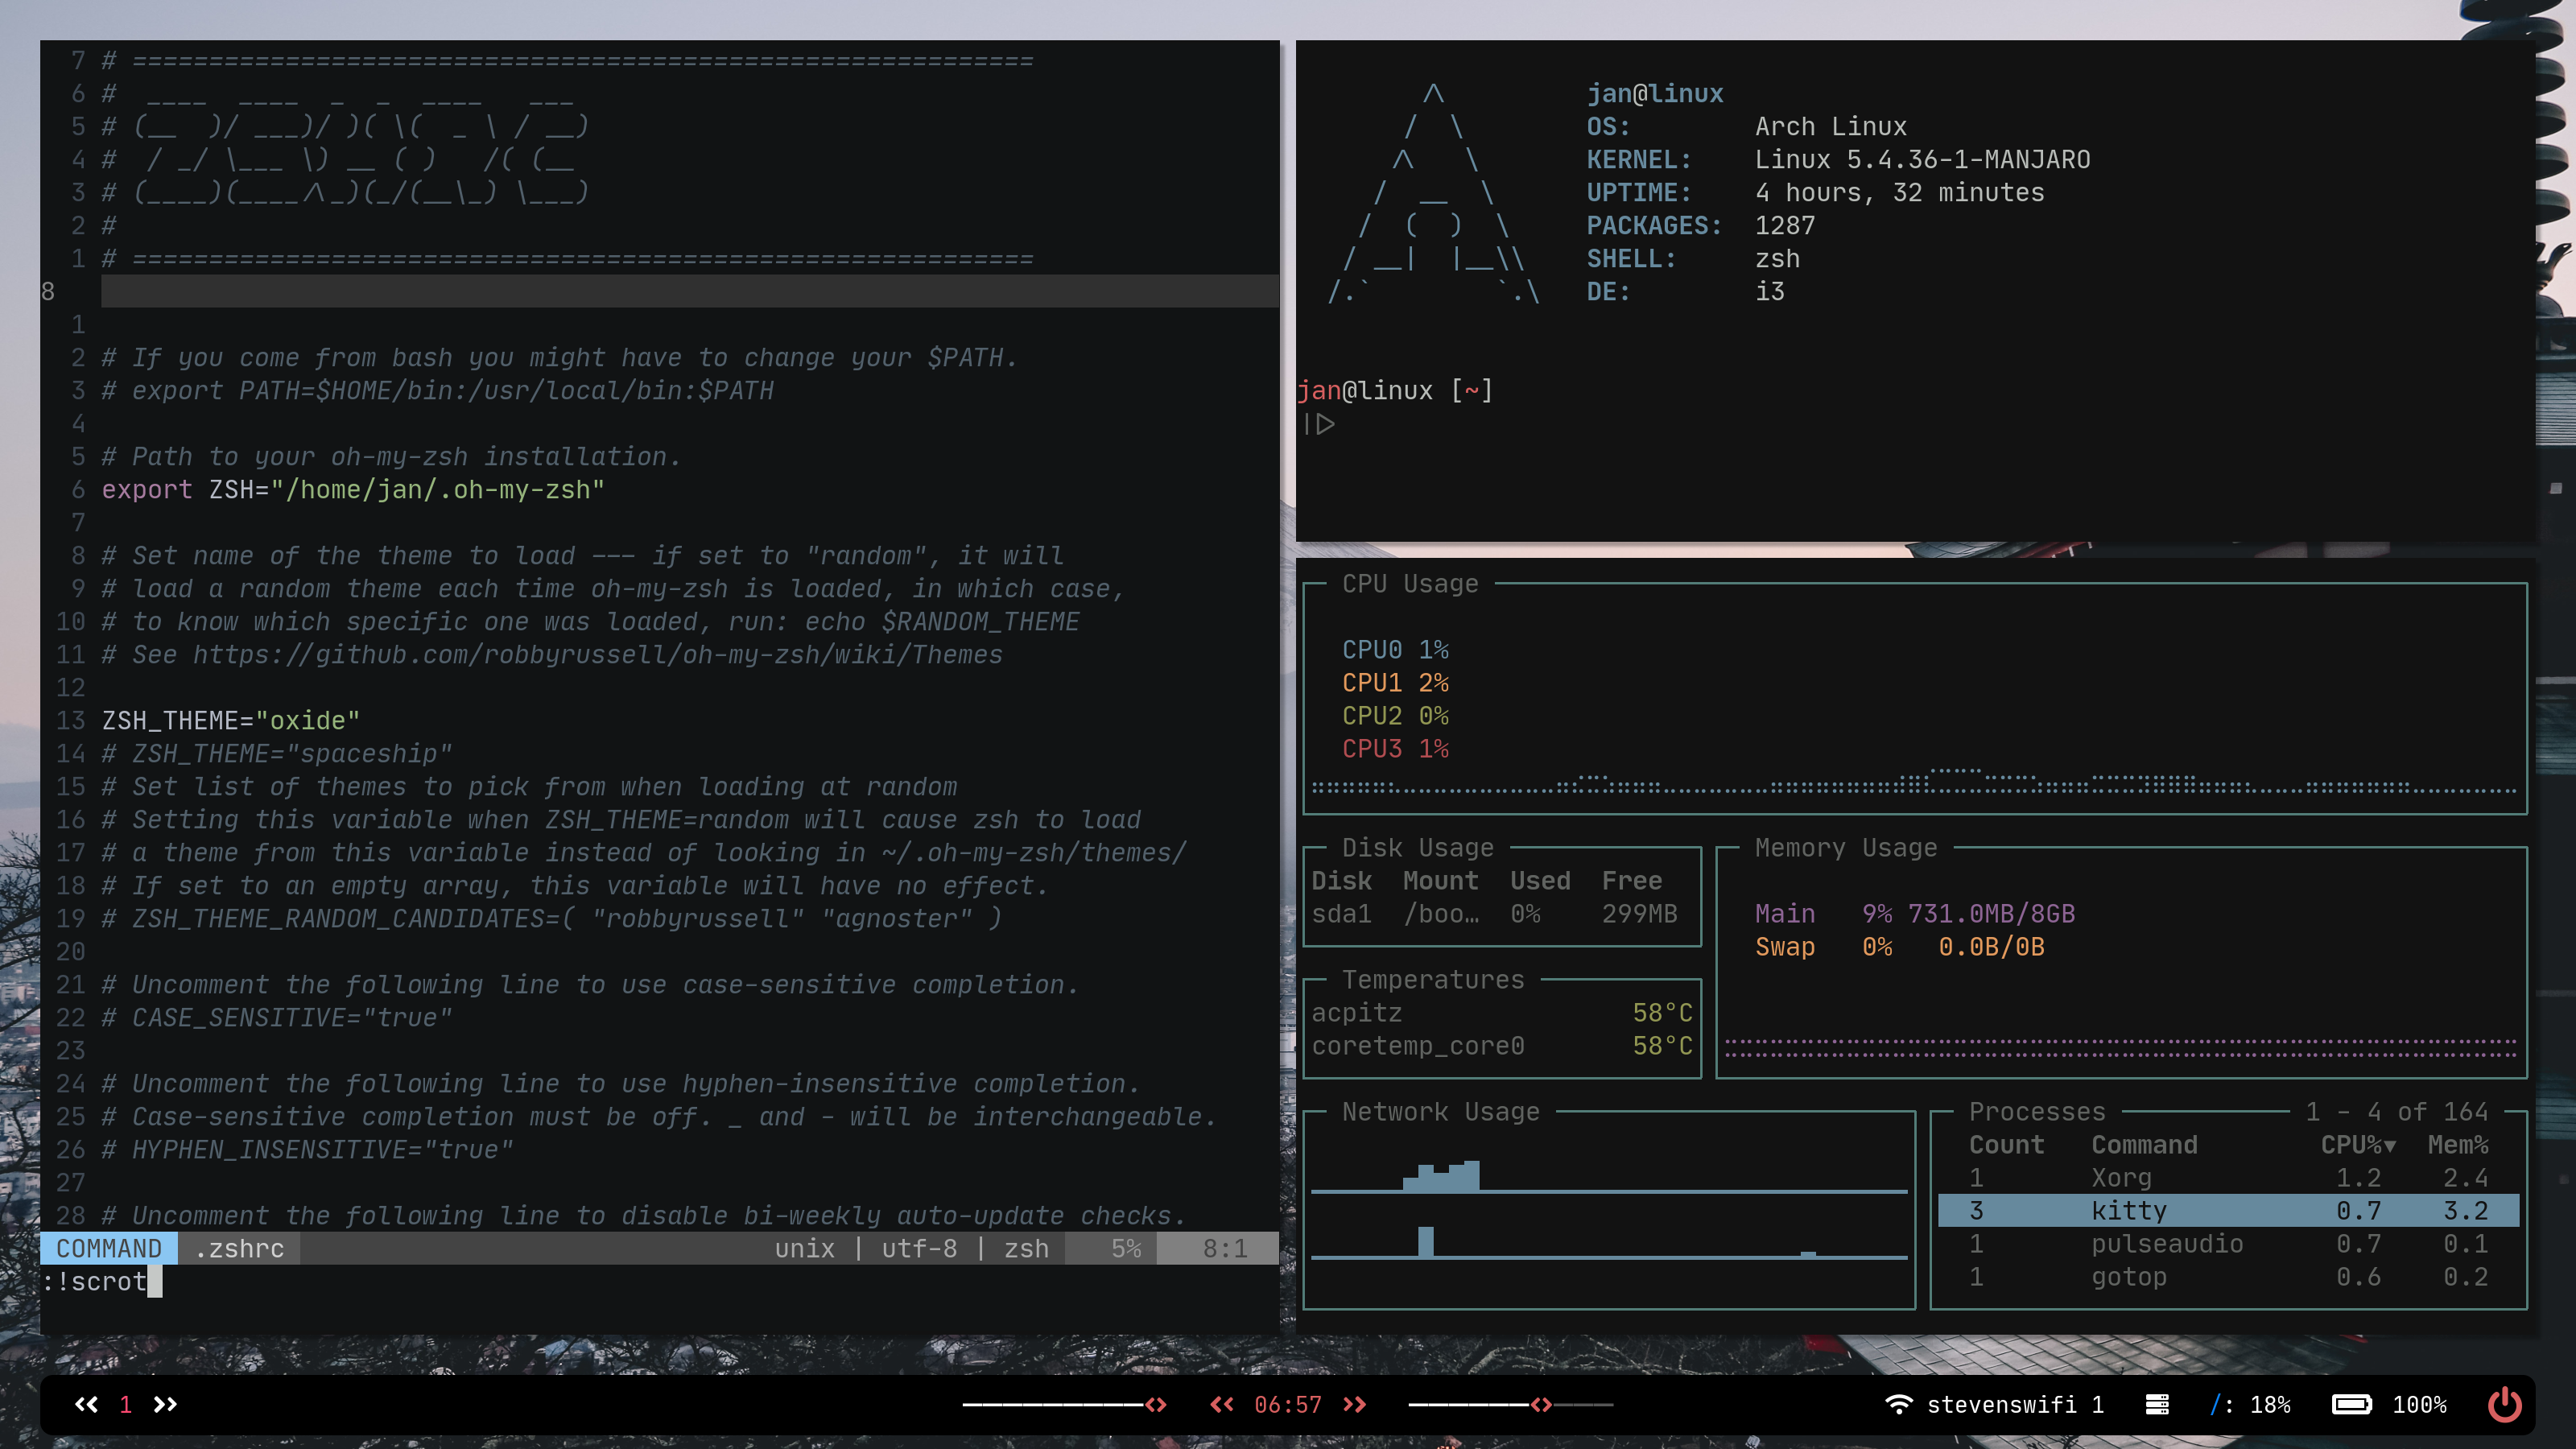 7 # ===========================================================
6 #  ____  ____  _  _  ____   ___
5 # (__  )/ ___)/ )( \(  _ \ / __)
4 #  / _/ \___ \) __ ( )   /( (__
3 # (____)(____/\_)(_/(__\_) \___)
2 #
1 # ===========================================================
8
1
2 # If you come from bash you might have to change your $PATH.
3 # export PATH=$HOME/bin:/usr/local/bin:$PATH
4
5 # Path to your oh-my-zsh installation.
6 export ZSH="/home/jan/.oh-my-zsh"
7
8 # Set name of the theme to load --- if set to "random", it will
9 # load a random theme each time oh-my-zsh is loaded, in which case,
10 # to know which specific one was loaded, run: echo $RANDOM_THEME
11 # See https://github.com/robbyrussell/oh-my-zsh/wiki/Themes
12
13 ZSH_THEME="oxide"
14 # ZSH_THEME="spaceship"
15 # Set list of themes to pick from when loading at random
16 # Setting this variable when ZSH_THEME=random will cause zsh to load
17 # a theme from this variable instead of looking in ~/.oh-my-zsh/themes/
18 # If set to an empty array, this variable will have no effect.
19 # ZSH_THEME_RANDOM_CANDIDATES=( "robbyrussell" "agnoster" )
20
21 # Uncomment the following line to use case-sensitive completion.
22 # CASE_SENSITIVE="true"
23
24 # Uncomment the following line to use hyphen-insensitive completion.
25 # Case-sensitive completion must be off. _ and - will be interchangeable.
26 # HYPHEN_INSENSITIVE="true"
27
28 # Uncomment the following line to disable bi-weekly auto-update checks.
COMMAND .zshrc unix | utf-8 | zsh 5% 8:1
:!scrot
jan@linux
OS: Arch Linux
KERNEL: Linux 5.4.36-1-MANJARO
UPTIME: 4 hours, 32 minutes
PACKAGES: 1287
SHELL: zsh
DE: i3
jan@linux [~]
|▷
CPU Usage
CPU0 1%
CPU1 2%
CPU2 0%
CPU3 1%
Disk Usage
Disk Mount Used Free
sda1 /boo… 0% 299MB
Temperatures
acpitz 58°C
coretemp_core0 58°C
Memory Usage
Main 9% 731.0MB/8GB
Swap 0% 0.0B/0B
Network Usage
Processes 1 - 4 of 164
Count Command CPU%▼ Mem%
1 Xorg 1.2 2.4
3 kitty 0.7 3.2
1 pulseaudio 0.7 0.1
1 gotop 0.6 0.2
1 06:57 stevenswifi 1 /: 18% 100%